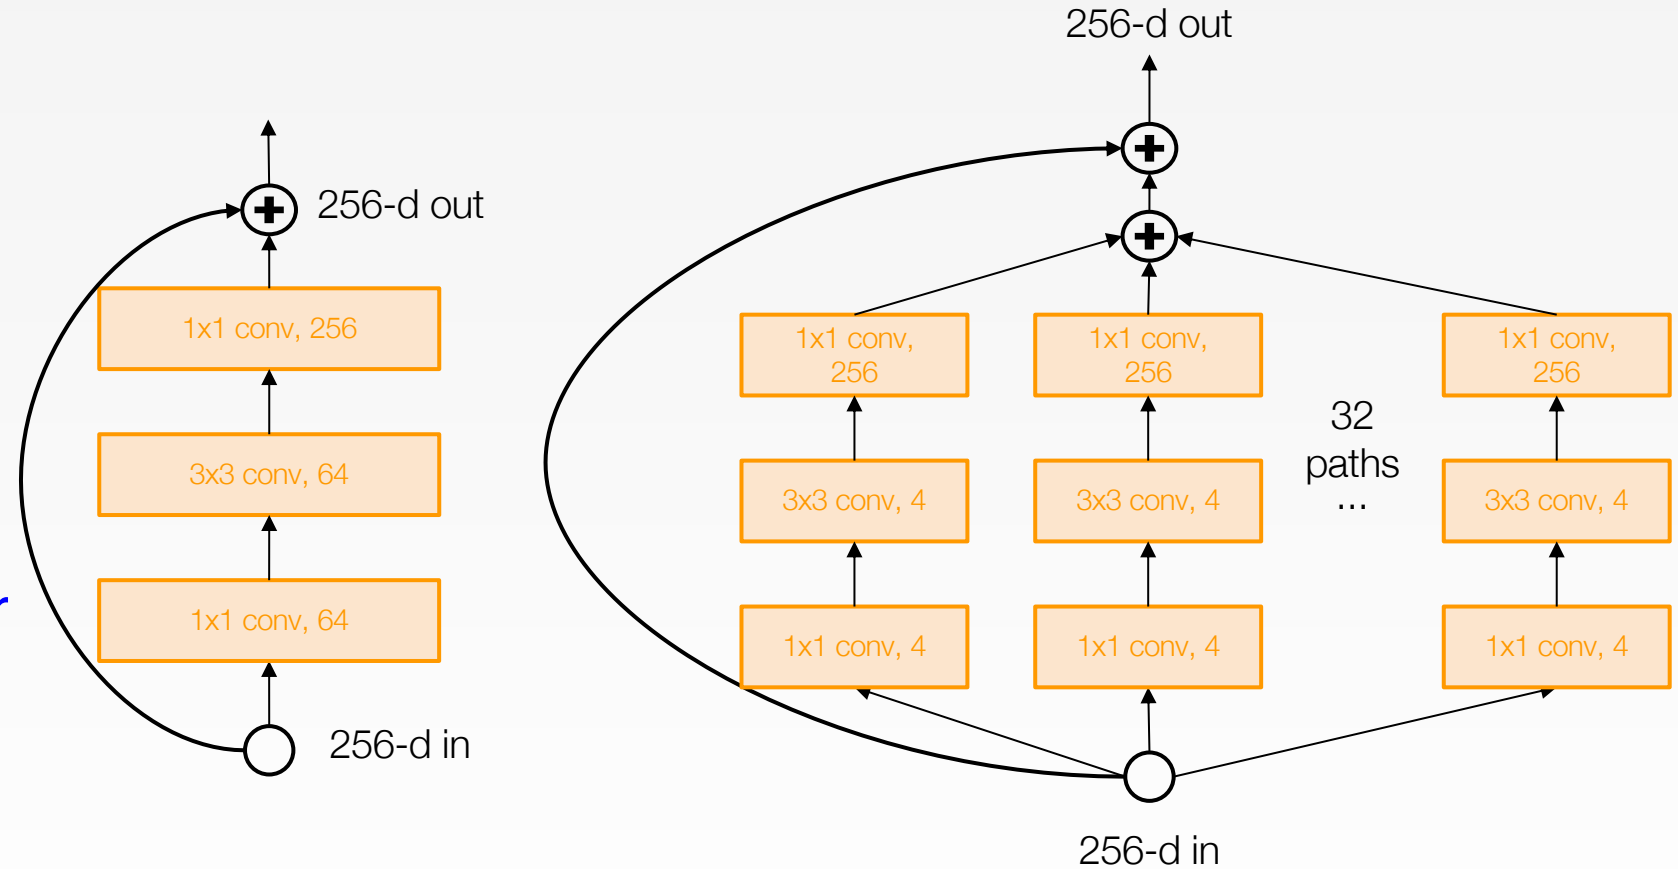 256-d out
1x1 conv, 256
3x3 conv, 64
1x1 conv, 64
256-d in
256-d out
1x1 conv,
256
3x3 conv, 4
1x1 conv, 4
1x1 conv,
256
3x3 conv, 4
1x1 conv, 4
32
paths
...
1x1 conv,
256
3x3 conv, 4
1x1 conv, 4
256-d in